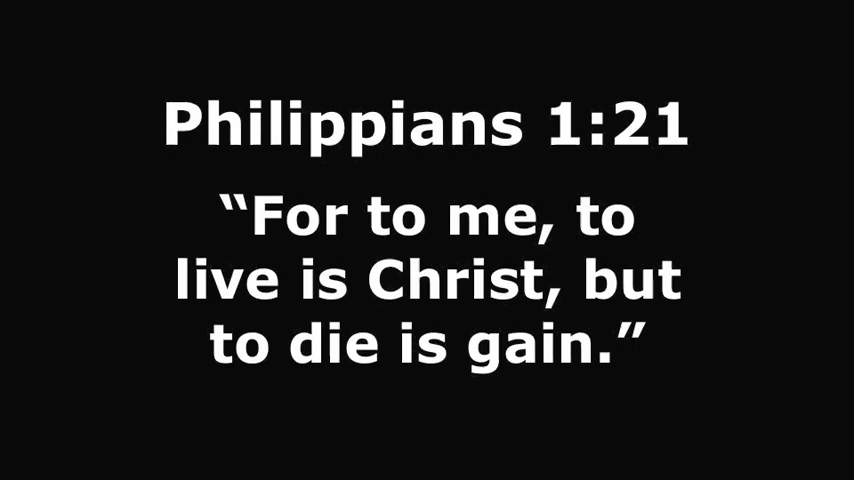 Philippians 1:21
“For to me, to
live is Christ, but
to die is gain.”